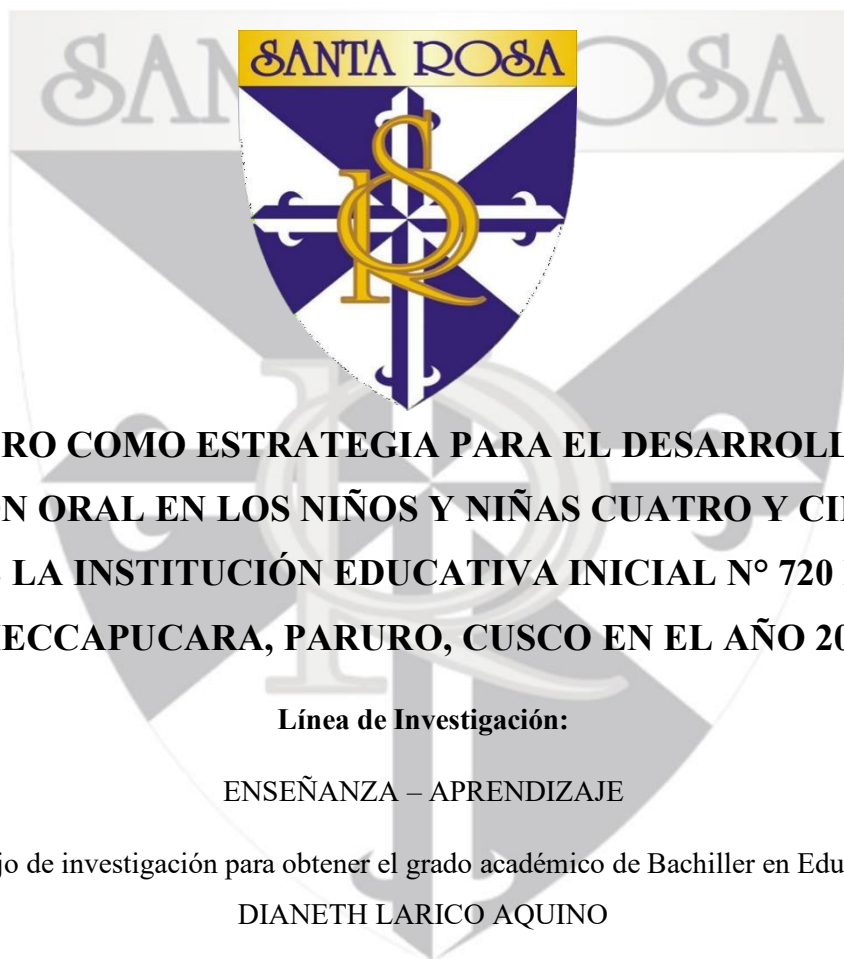 SANTA ROSA
RO COMO ESTRATEGIA PARA EL DESARROLL
N ORAL EN LOS NIÑOS Y NIÑAS CUATRO Y CI
LA INSTITUCIÓN EDUCATIVA INICIAL N° 720
ECCAPUCARA, PARURO, CUSCO EN EL AÑO 20
Línea de Investigación:
ENSEÑANZA – APRENDIZAJE
jo de investigación para obtener el grado académico de Bachiller en Edu
DIANETH LARICO AQUINO